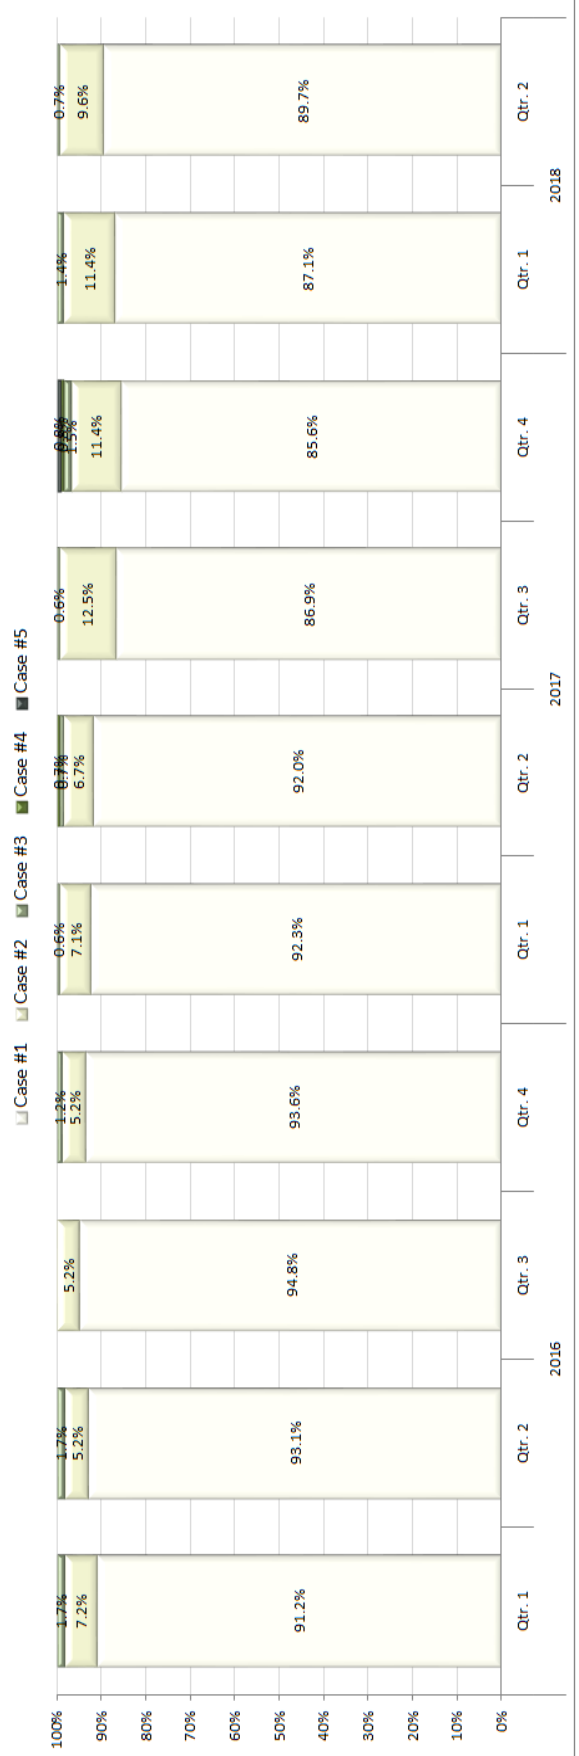 Case #1 Case #2 Case #3 Case #4 Case #5
100%
90%
80%
70%
60%
50%
40%
30%
20%
10%
0%
1.7% 1.7% 1.2% 0.6% 0.7% 0.6% 1.5% 1.4% 0.7%
7.2% 5.2% 5.2% 5.2% 7.1% 6.7% 12.5% 11.4% 11.4% 9.6%
91.2% 93.1% 94.8% 93.6% 92.3% 92.0% 86.9% 85.6% 87.1% 89.7%
Qtr. 1 Qtr. 2 Qtr. 3 Qtr. 4 Qtr. 1 Qtr. 2 Qtr. 3 Qtr. 4 Qtr. 1 Qtr. 2
2016 2017 2018